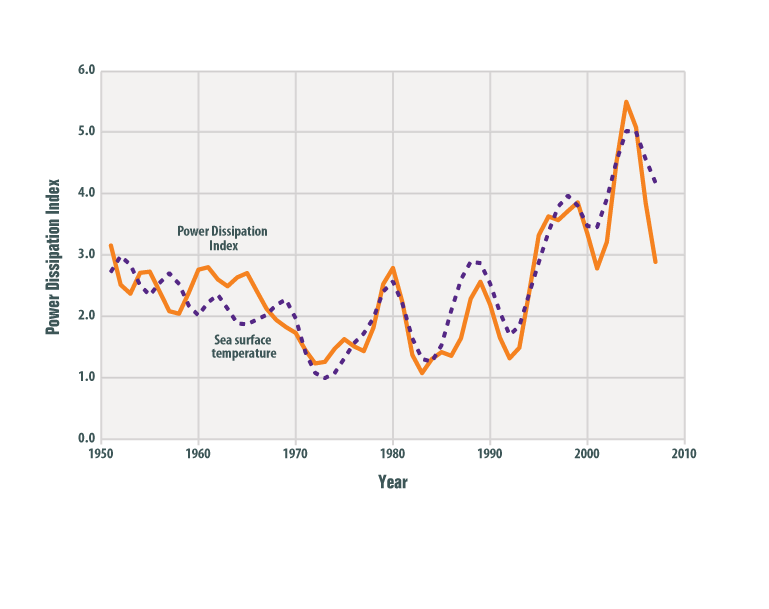 6.0
5.0
4.0
3.0
2.0
1.0
0.0
Power Dissipation Index
Power Dissipation
Index
Sea surface
temperature
1950 1960 1970 1980 1990 2000 2010
Year